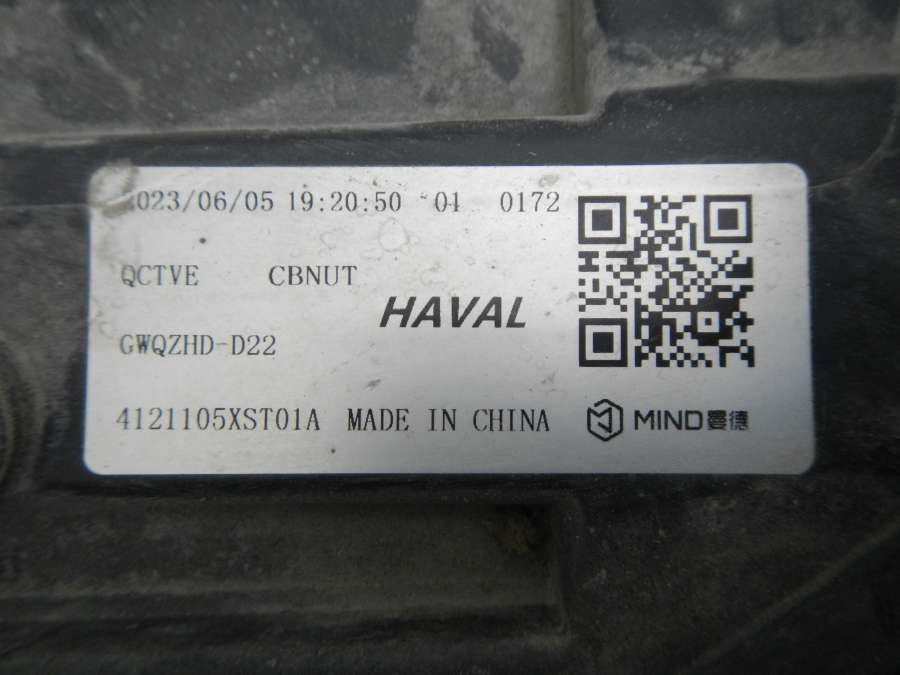 2023/06/05 19:20:50 ~01 0172
QCTVE CBNUT
HAVAL
GWQZHD-D22
4121105XST01A MADE IN CHINA MIND曼德